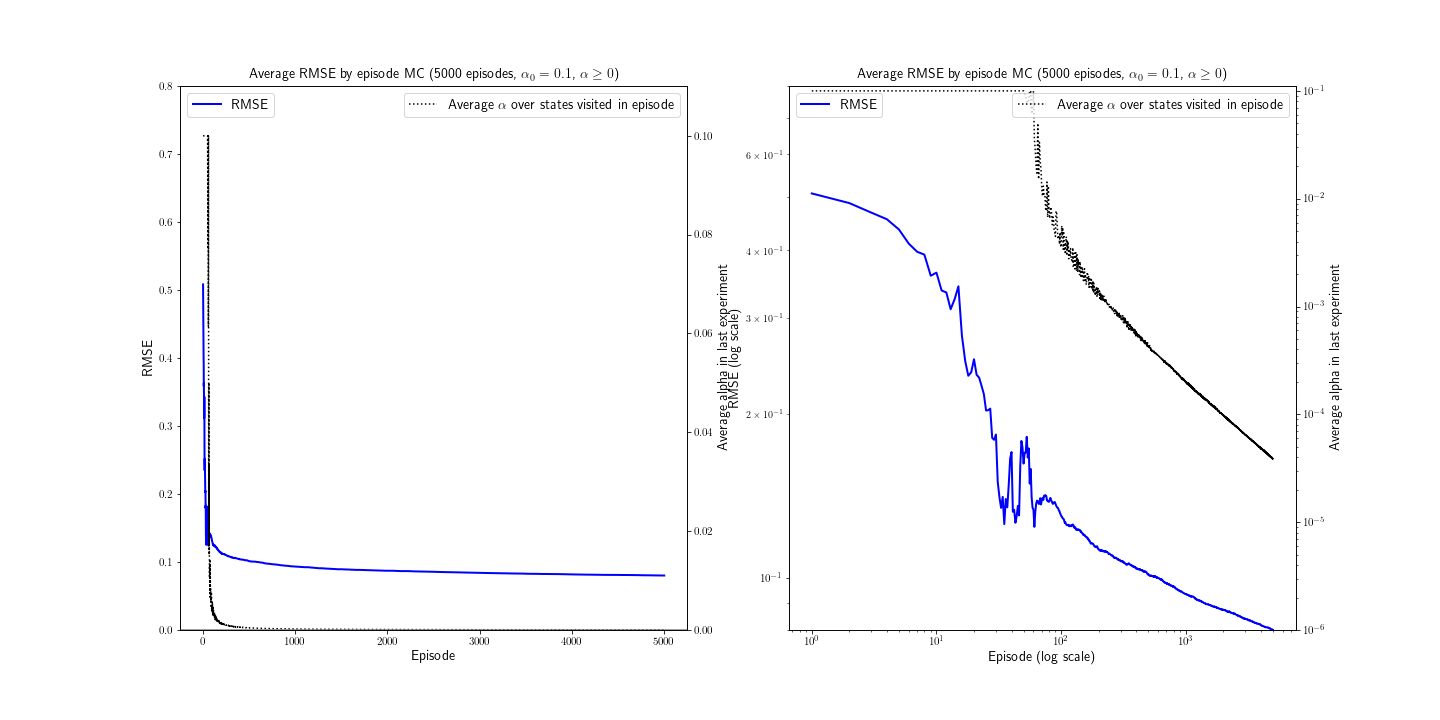 Average RMSE by episode MC (5000 episodes, α₀ = 0.1, α ≥ 0)
RMSE
Average α over states visited in episode
0.8
0.7
0.6
0.5
0.4
0.3
0.2
0.1
0.0
RMSE
0.10
0.08
0.06
0.04
0.02
0.00
Average alpha in last experiment
0
1000
2000
3000
4000
5000
Episode
Average RMSE by episode MC (5000 episodes, α₀ = 0.1, α ≥ 0)
RMSE
Average α over states visited in episode
6 × 10⁻¹
4 × 10⁻¹
3 × 10⁻¹
2 × 10⁻¹
10⁻¹
RMSE (log scale)
10⁻¹
10⁻²
10⁻³
10⁻⁴
10⁻⁵
10⁻⁶
Average alpha in last experiment
10⁰
10¹
10²
10³
Episode (log scale)